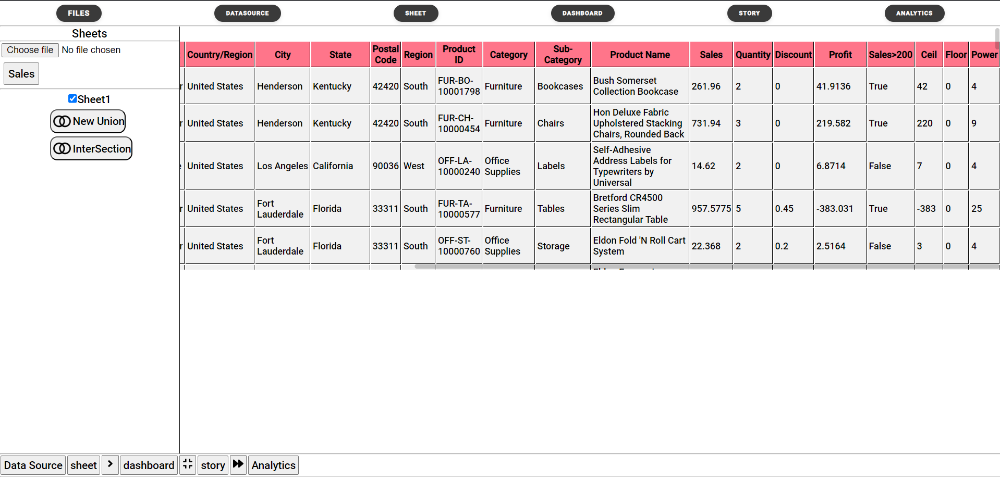 FILES DATASOURCE SHEET DASHBOARD STORY ANALYTICS
Sheets
Choose file No file chosen
Sales
Sheet1
New Union
InterSection
Country/Region City State Postal Code Region Product ID Category Sub-Category Product Name Sales Quantity Discount Profit Sales>200 Ceil Floor Power
r United States Henderson Kentucky 42420 South FUR-BO-10001798 Furniture Bookcases Bush Somerset Collection Bookcase 261.96 2 0 41.9136 True 42 0 4
r United States Henderson Kentucky 42420 South FUR-CH-10000454 Furniture Chairs Hon Deluxe Fabric Upholstered Stacking Chairs, Rounded Back 731.94 3 0 219.582 True 220 0 9
e United States Los Angeles California 90036 West OFF-LA-10000240 Office Supplies Labels Self-Adhesive Address Labels for Typewriters by Universal 14.62 2 0 6.8714 False 7 0 4
r United States Fort Lauderdale Florida 33311 South FUR-TA-10000577 Furniture Tables Bretford CR4500 Series Slim Rectangular Table 957.5775 5 0.45 -383.031 True -383 0 25
r United States Fort Lauderdale Florida 33311 South OFF-ST-10000760 Office Supplies Storage Eldon Fold 'N Roll Cart System 22.368 2 0.2 2.5164 False 3 0 4
Data Source sheet dashboard story Analytics